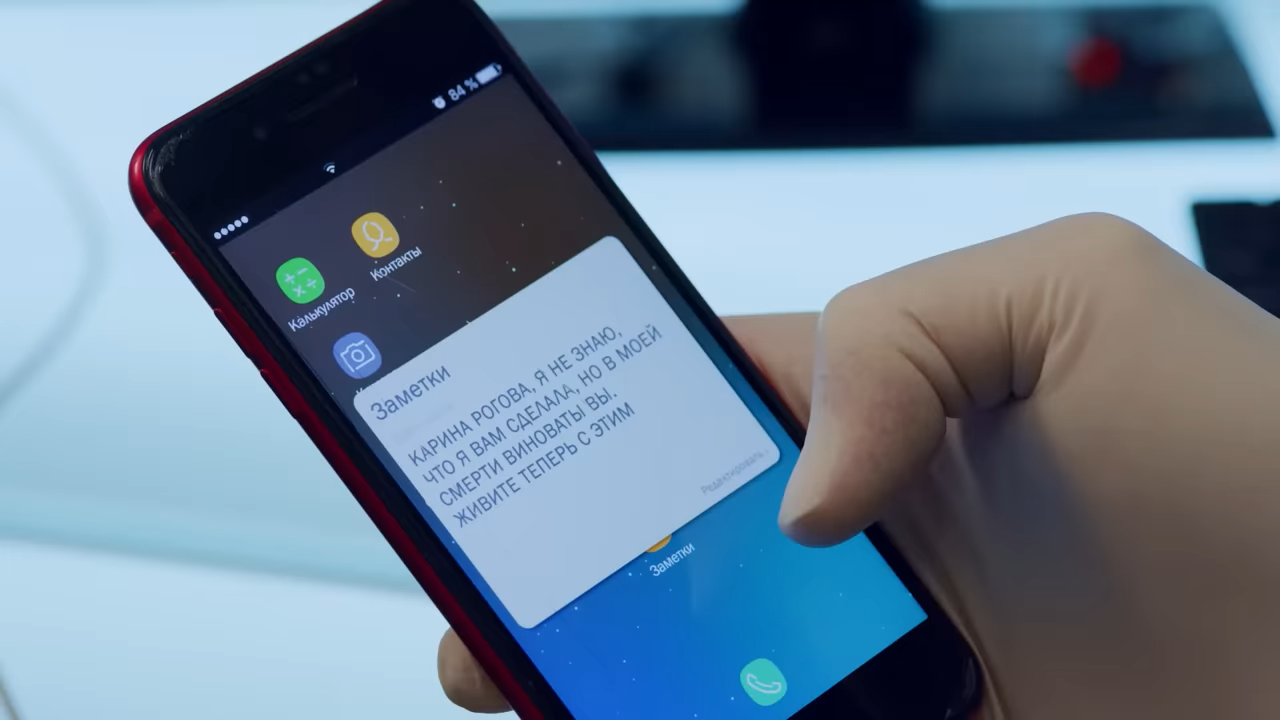 84 %
Контакты
Калькулятор
Заметки
КАРИНА РОГОВА, Я НЕ ЗНАЮ,
ЧТО Я ВАМ СДЕЛАЛА, НО В МОЕЙ
СМЕРТИ ВИНОВАТЫ ВЫ.
ЖИВИТЕ ТЕПЕРЬ С ЭТИМ
Редактировать...
Заметки